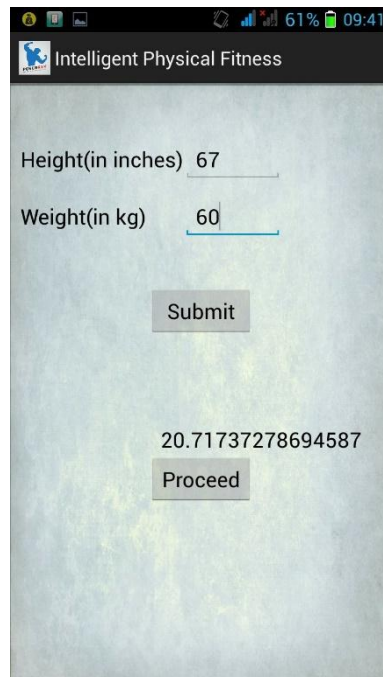 61% 09:41
Intelligent Physical Fitness
Height(in inches) 67
Weight(in kg) 60
Submit
20.71737278694587
Proceed